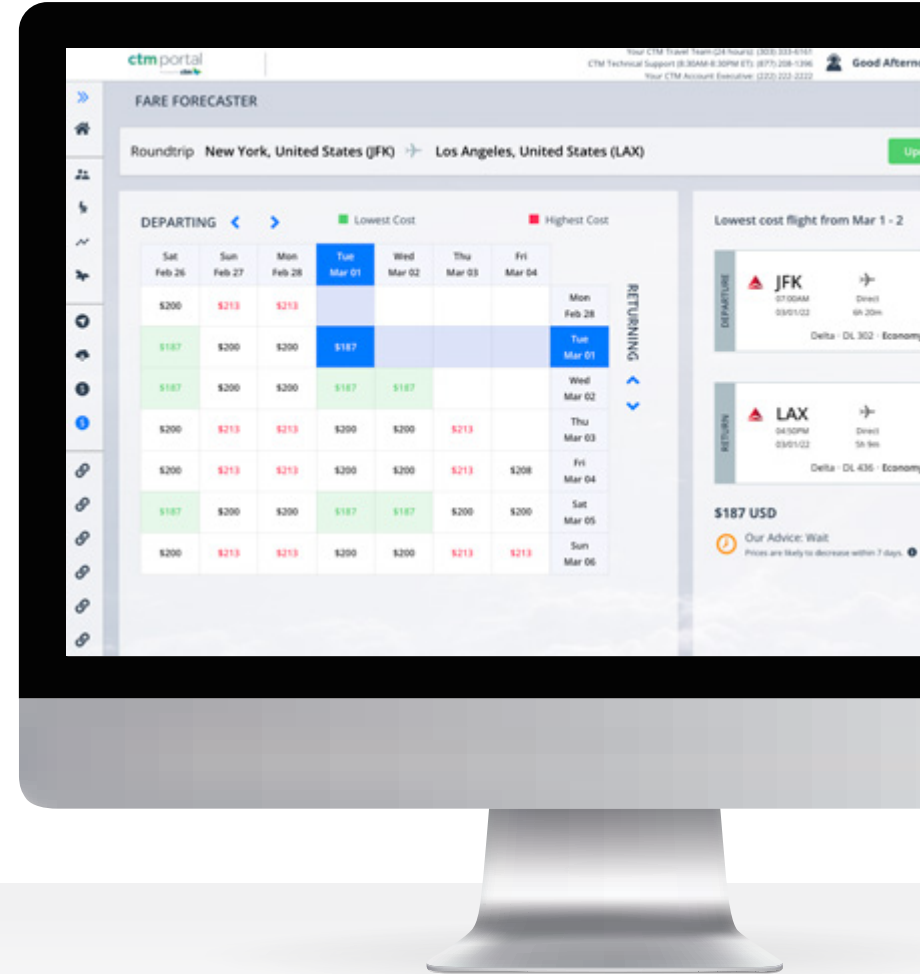 ctm portal
Your CTM Travel Team (24 hours): (303) 333-6161
CTM Technical Support (8:30AM-8:30PM ET): (877) 208-1396
Your CTM Account Executive: (222) 222-2222
Good Aftern
FARE FORECASTER
Roundtrip New York, United States (JFK) Los Angeles, United States (LAX)
Up
DEPARTING Lowest Cost Highest Cost
Sat Sun Mon Tue Wed Thu Fri
Feb 26 Feb 27 Feb 28 Mar 01 Mar 02 Mar 03 Mar 04
$200 $213 $213 Mon Feb 28
$187 $200 $200 $187 Tue Mar 01
$187 $200 $200 $187 $187 Wed Mar 02
$200 $213 $213 $200 $200 $213 Thu Mar 03
$200 $213 $213 $200 $200 $213 $208 Fri Mar 04
$187 $200 $200 $187 $187 $200 $200 Sat Mar 05
$200 $213 $213 $200 $200 $213 $213 Sun Mar 06
RETURNING
Lowest cost flight from Mar 1 - 2
DEPARTURE
JFK
07:00AM Direct
03/01/22 6h 20m
Delta · DL 302 · Economy
RETURN
LAX
04:50PM Direct
03/01/22 5h 9m
Delta · DL 436 · Economy
$187 USD
Our Advice: Wait
Prices are likely to decrease within 7 days.